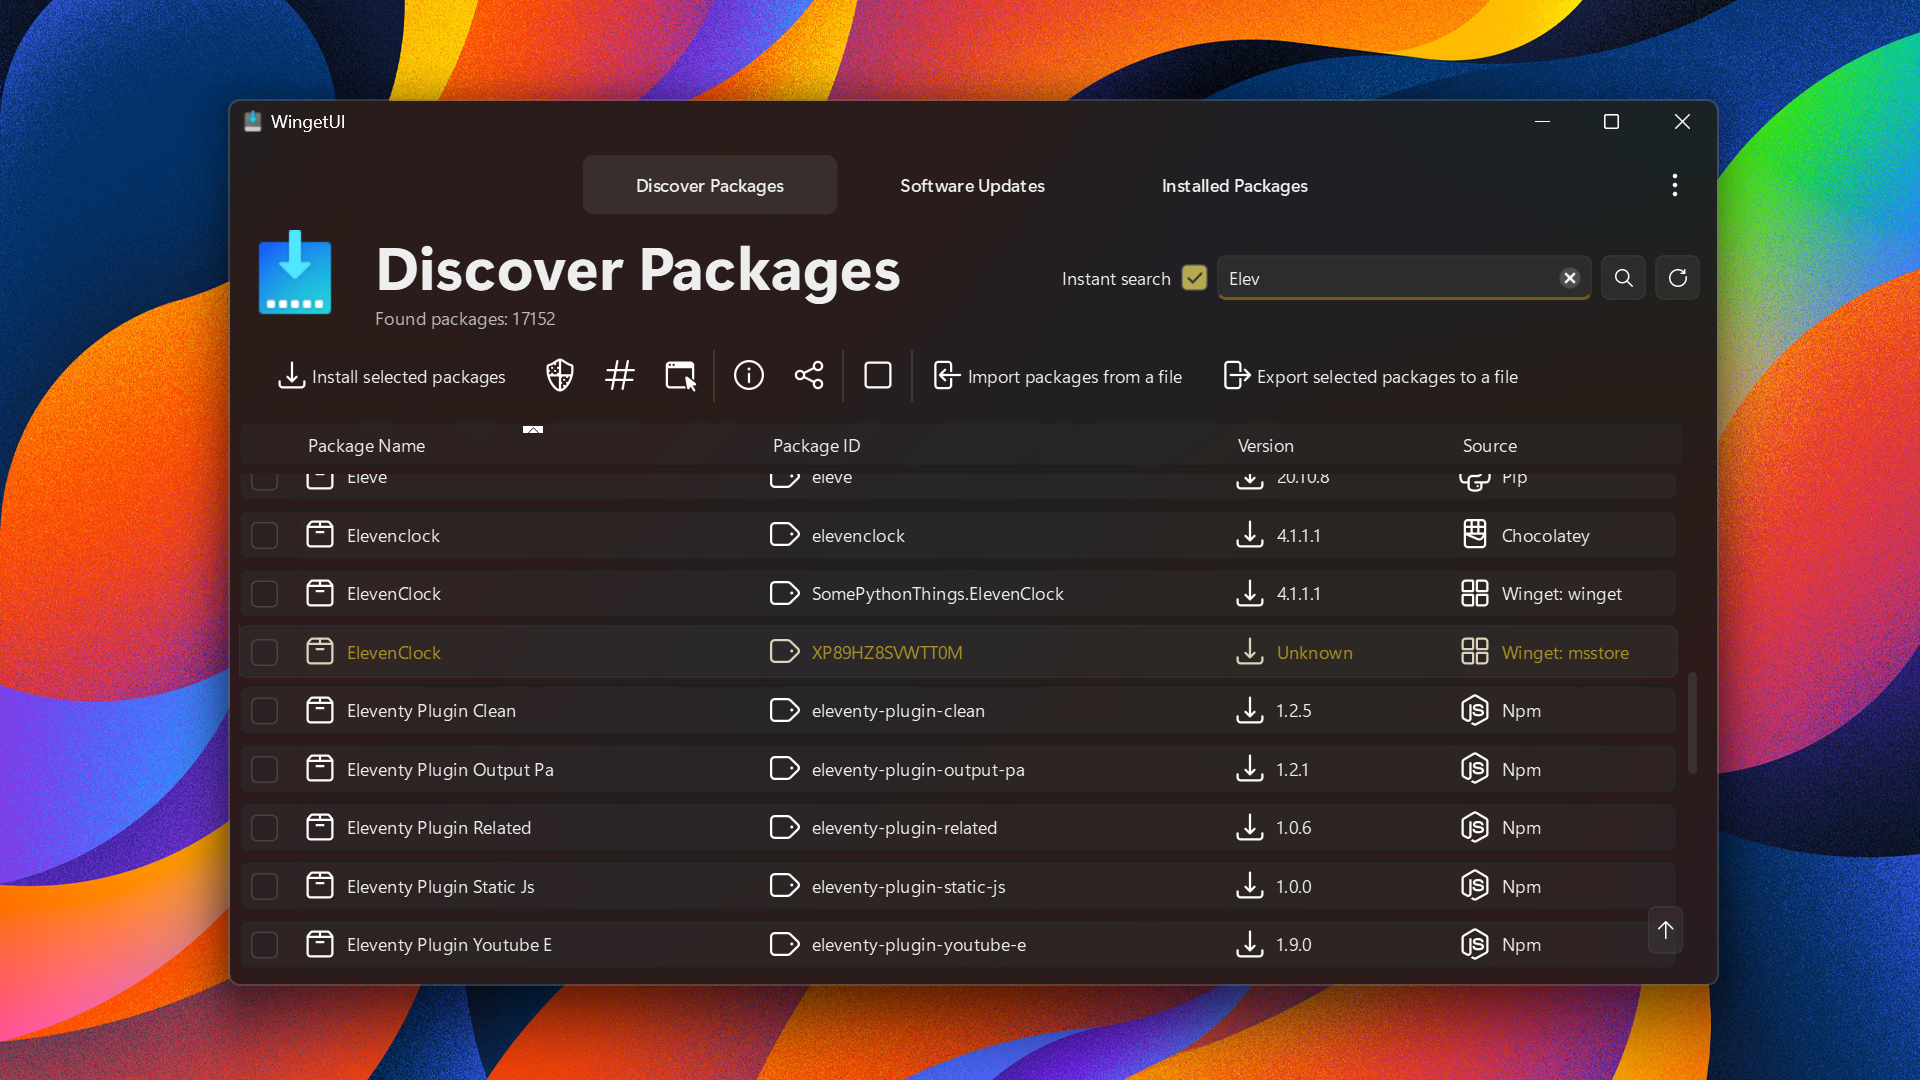 WingetUI
Discover Packages Software Updates Installed Packages
Discover Packages
Instant search Elev
Found packages: 17152
Install selected packages Import packages from a file Export selected packages to a file
Package Name Package ID Version Source
Eleve eleve 20.10.8 Pip
Elevenclock elevenclock 4.1.1.1 Chocolatey
ElevenClock SomePythonThings.ElevenClock 4.1.1.1 Winget: winget
ElevenClock XP89HZ8SVWTT0M Unknown Winget: msstore
Eleventy Plugin Clean eleventy-plugin-clean 1.2.5 Npm
Eleventy Plugin Output Pa eleventy-plugin-output-pa 1.2.1 Npm
Eleventy Plugin Related eleventy-plugin-related 1.0.6 Npm
Eleventy Plugin Static Js eleventy-plugin-static-js 1.0.0 Npm
Eleventy Plugin Youtube E eleventy-plugin-youtube-e 1.9.0 Npm